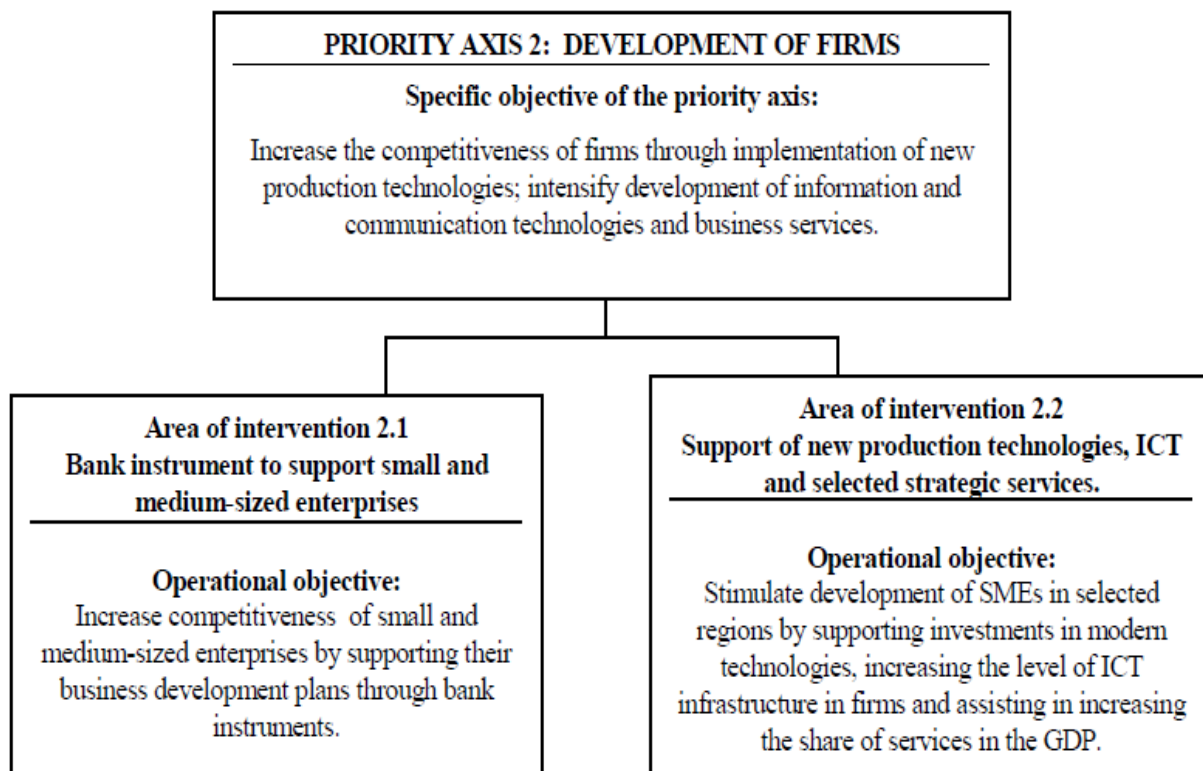 PRIORITY AXIS 2: DEVELOPMENT OF FIRMS
Specific objective of the priority axis:
Increase the competitiveness of firms through implementation of new
production technologies; intensify development of information and
communication technologies and business services.
Area of intervention 2.1
Bank instrument to support small and
medium-sized enterprises
Operational objective:
Increase competitiveness of small and
medium-sized enterprises by supporting their
business development plans through bank
instruments.
Area of intervention 2.2
Support of new production technologies, ICT
and selected strategic services.
Operational objective:
Stimulate development of SMEs in selected
regions by supporting investments in modern
technologies, increasing the level of ICT
infrastructure in firms and assisting in increasing
the share of services in the GDP.